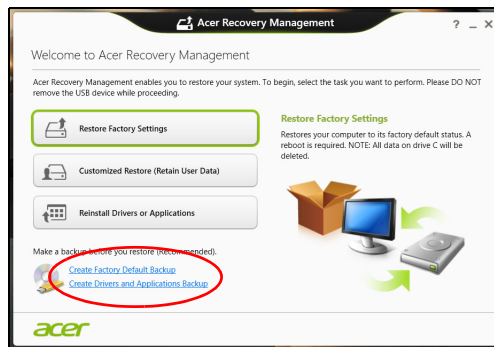 Acer Recovery Management
Welcome to Acer Recovery Management
Acer Recovery Management enables you to restore your system. To begin, select the task you want to perform. Please DO NOT
remove the USB device while proceeding.
Restore Factory Settings
Customized Restore (Retain User Data)
Reinstall Drivers or Applications
Restore Factory Settings
Restores your computer to its factory default status. A
reboot is required. NOTE: All data on drive C will be
deleted.
Make a backup before you restore (Recommended).
Create Factory Default Backup
Create Drivers and Applications Backup
acer